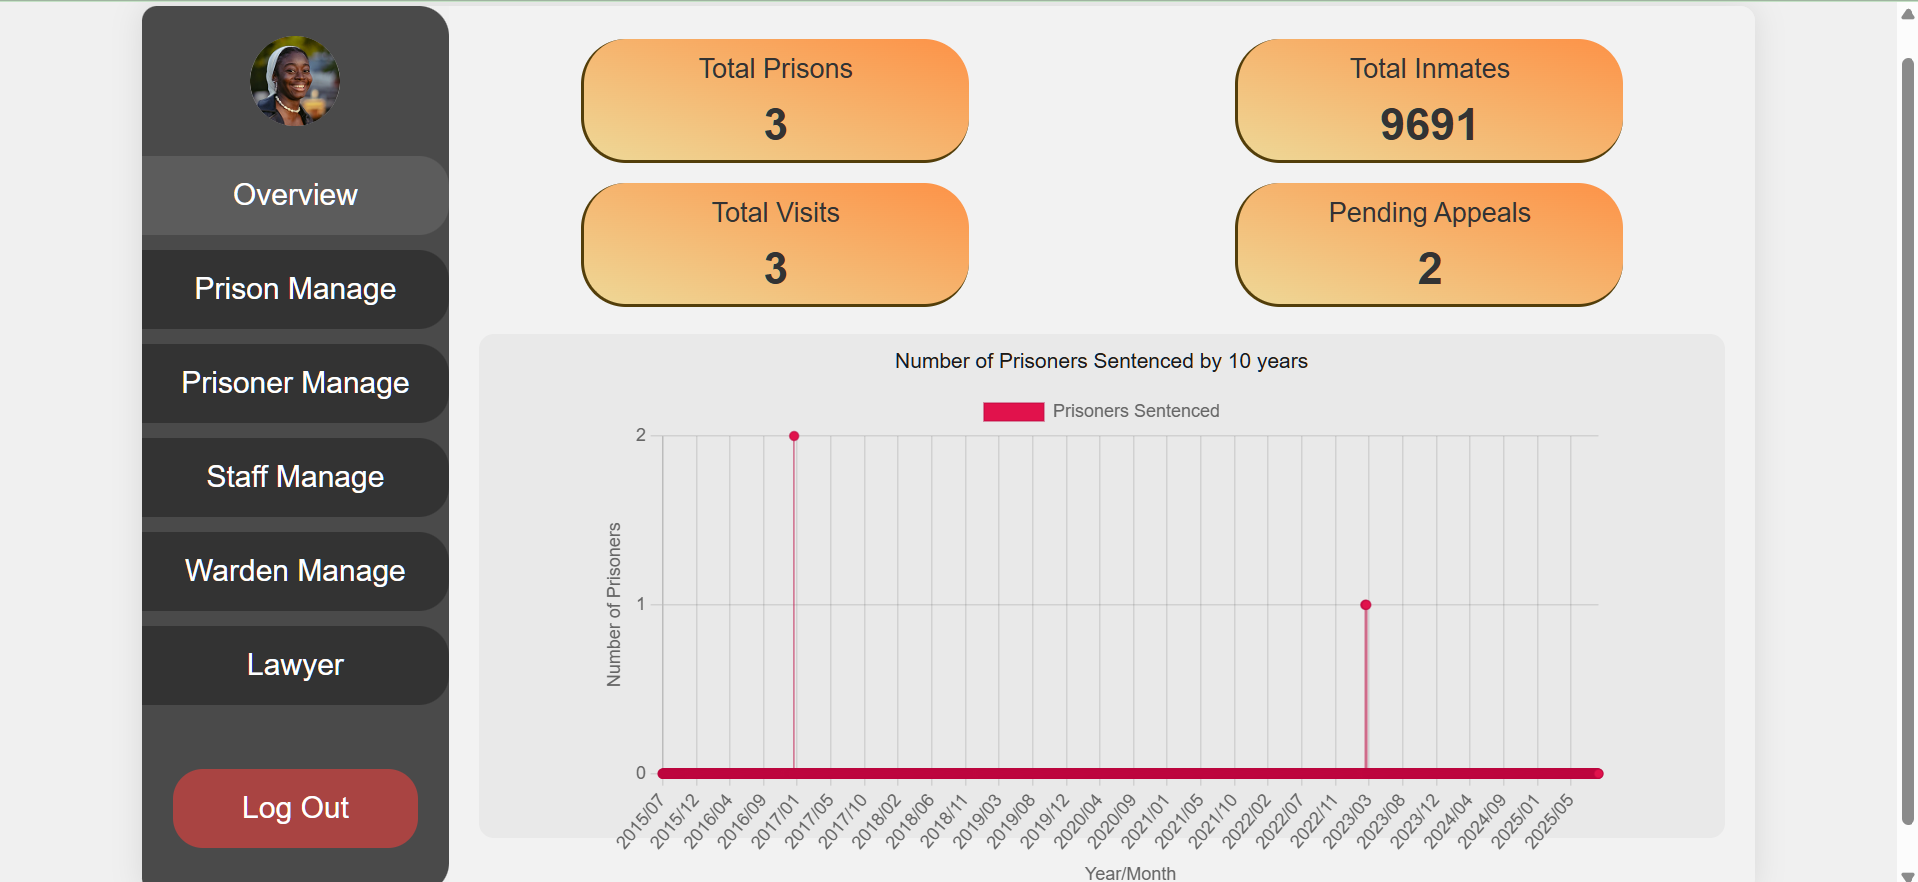 Overview
Prison Manage
Prisoner Manage
Staff Manage
Warden Manage
Lawyer
Log Out
Total Prisons
3
Total Inmates
9691
Total Visits
3
Pending Appeals
2
Number of Prisoners Sentenced by 10 years
Prisoners Sentenced
Number of Prisoners
2
1
0
2015/07
2015/12
2016/04
2016/09
2017/01
2017/05
2017/10
2018/02
2018/06
2018/11
2019/03
2019/08
2019/12
2020/04
2020/09
2021/01
2021/05
2021/10
2022/02
2022/07
2022/11
2023/03
2023/08
2023/12
2024/04
2024/09
2025/01
2025/05
Year/Month